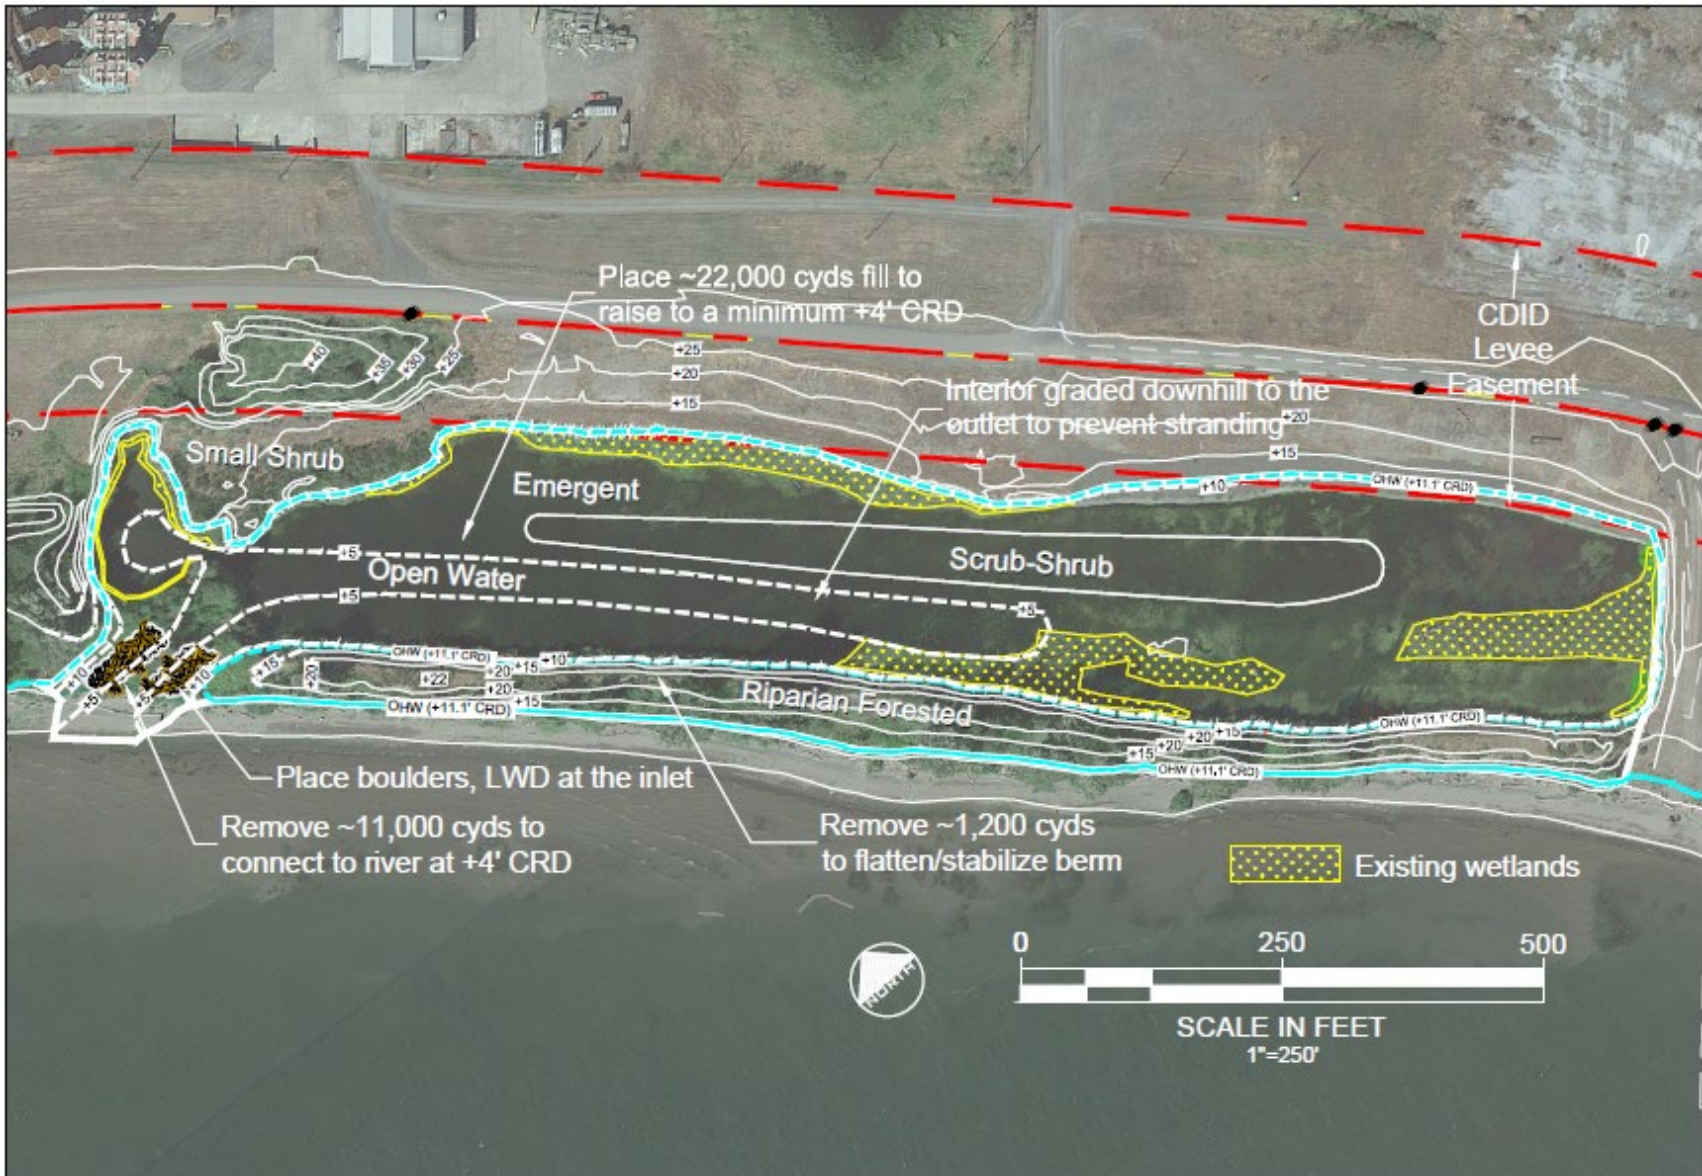 Place ~22,000 cyds fill to
raise to a minimum +4' CRD
CDID
Levee
Easement
Interior graded downhill to the
outlet to prevent stranding
+40
+35
+30
+25
+25
+20
+15
+20
+15
Small Shrub
Emergent
+10
OHW (+11.1' CRD)
Scrub-Shrub
+5
Open Water
+5
+5
OHW (+11.1' CRD)
+20
+15
+10
+15
+20
+22
+20
+15
OHW (+11.1' CRD)
Riparian Forested
+10
+5
+5
+10
OHW (+11.1' CRD)
+15
+20
+20
+15
OHW (+11.1' CRD)
Place boulders, LWD at the inlet
Remove ~11,000 cyds to
connect to river at +4' CRD
Remove ~1,200 cyds
to flatten/stabilize berm
Existing wetlands
NORTH
0 250 500
SCALE IN FEET
1"=250'